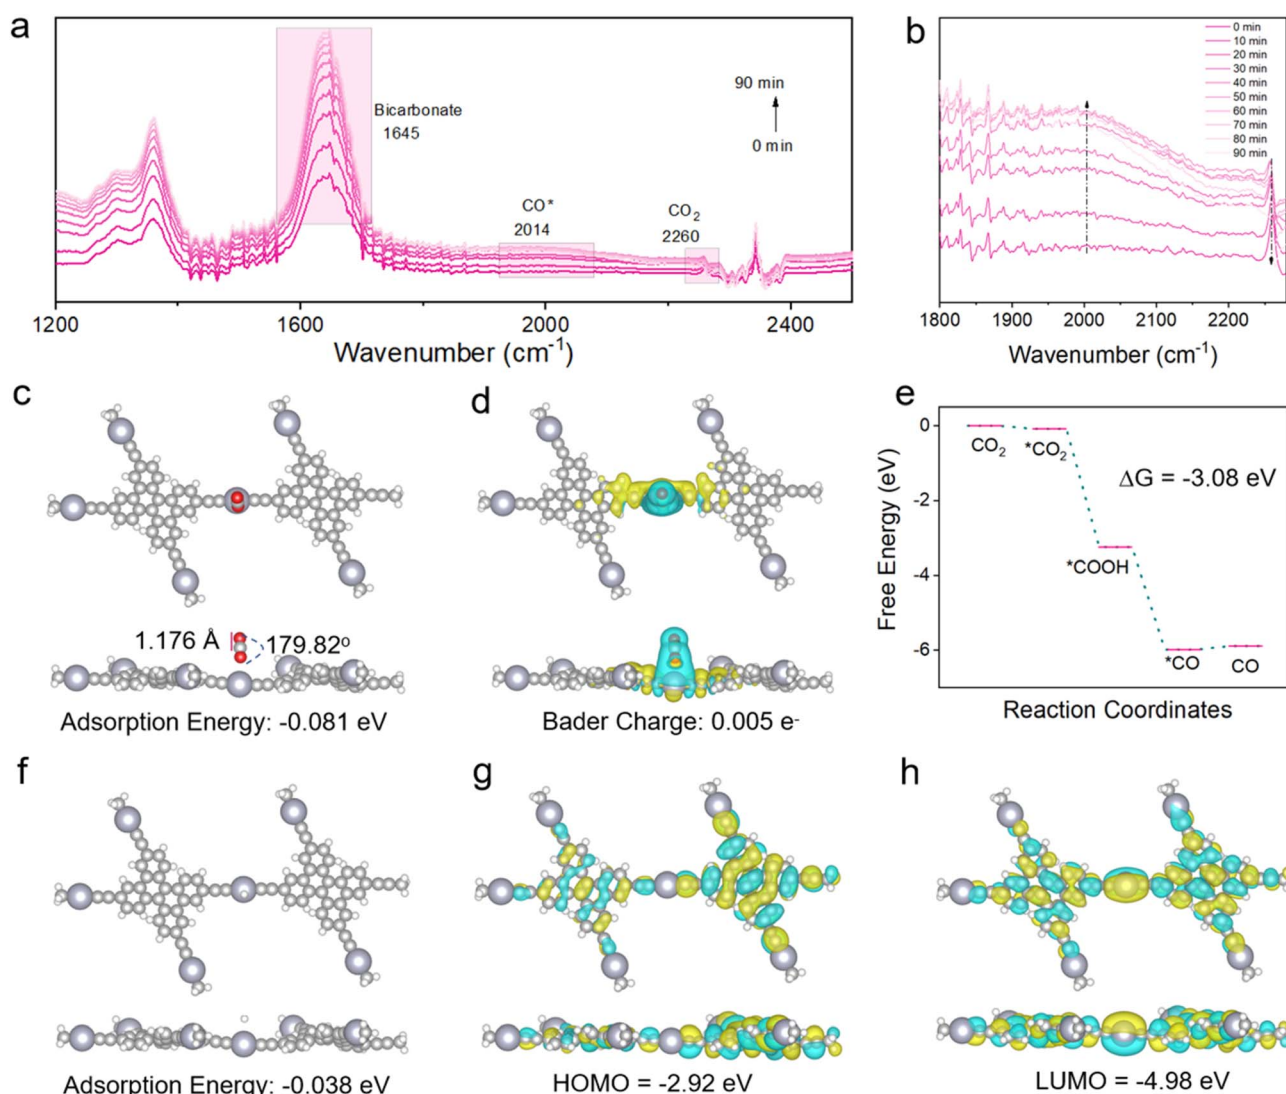 a
Bicarbonate
1645
90 min
0 min
CO*
2014
CO2
2260
1200
1600
2000
2400
Wavenumber (cm-1)
b
0 min
10 min
20 min
30 min
40 min
50 min
60 min
70 min
80 min
90 min
1800
1900
2000
2100
2200
Wavenumber (cm-1)
c
1.176 Å
179.82o
Adsorption Energy: -0.081 eV
d
Bader Charge: 0.005 e-
e
Free Energy (eV)
0
-2
-4
-6
CO2
*CO2
ΔG = -3.08 eV
*COOH
*CO
CO
Reaction Coordinates
f
Adsorption Energy: -0.038 eV
g
HOMO = -2.92 eV
h
LUMO = -4.98 eV